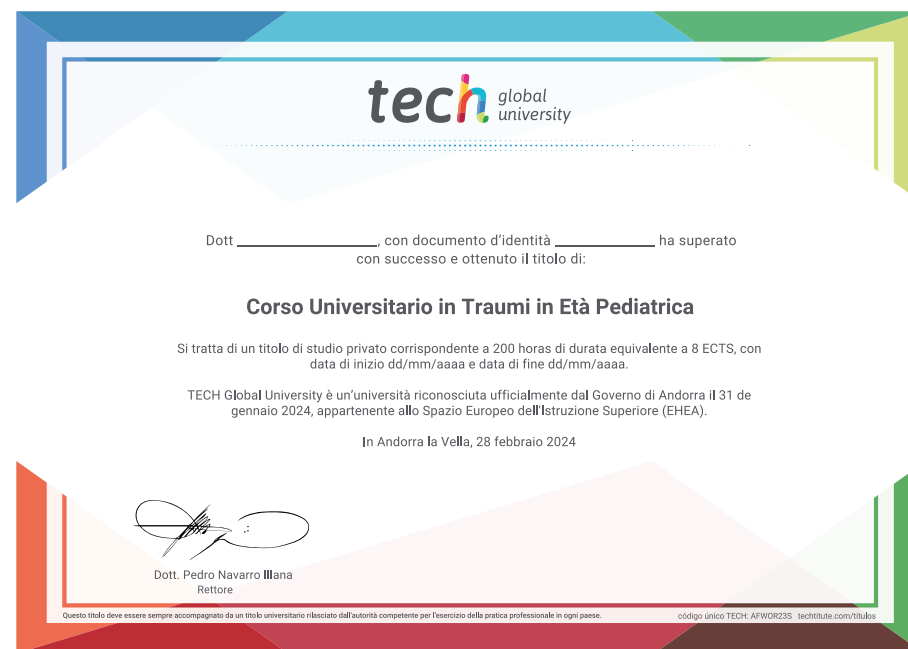 tech global university
Dott ____________, con documento d'identità ____________ ha superato
con successo e ottenuto il titolo di:
Corso Universitario in Traumi in Età Pediatrica
Si tratta di un titolo di studio privato corrispondente a 200 horas di durata equivalente a 8 ECTS, con
data di inizio dd/mm/aaaa e data di fine dd/mm/aaaa.
TECH Global University è un'università riconosciuta ufficialmente dal Governo di Andorra il 31 de
gennaio 2024, appartenente allo Spazio Europeo dell'Istruzione Superiore (EHEA).
In Andorra la Vella, 28 febbraio 2024
Dott. Pedro Navarro Illana
Rettore
Questo titolo deve essere sempre accompagnato da un titolo universitario rilasciato dall'autorità competente per l'esercizio della pratica professionale in ogni paese.
código único TECH: AFWOR23S techtitute.com/titulos